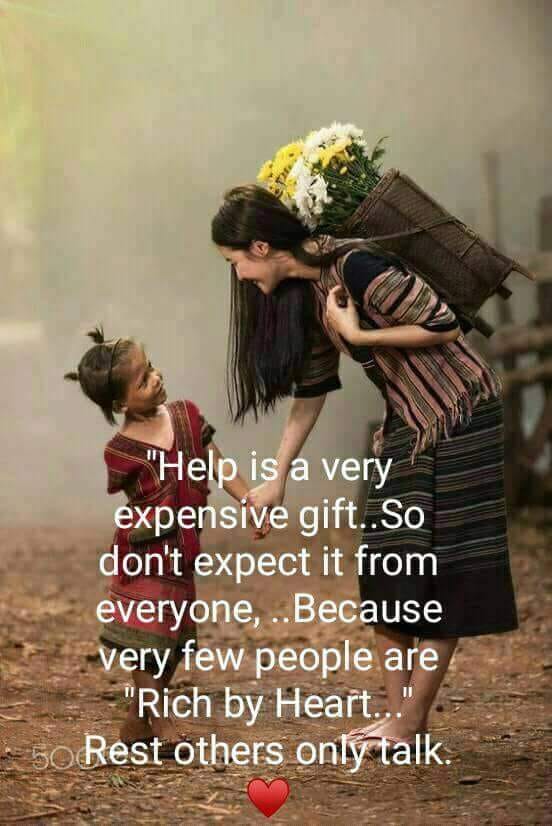 "Help is a very
expensive gift..So
don't expect it from
everyone, ..Because
very few people are
"Rich by Heart..."
Rest others only talk.